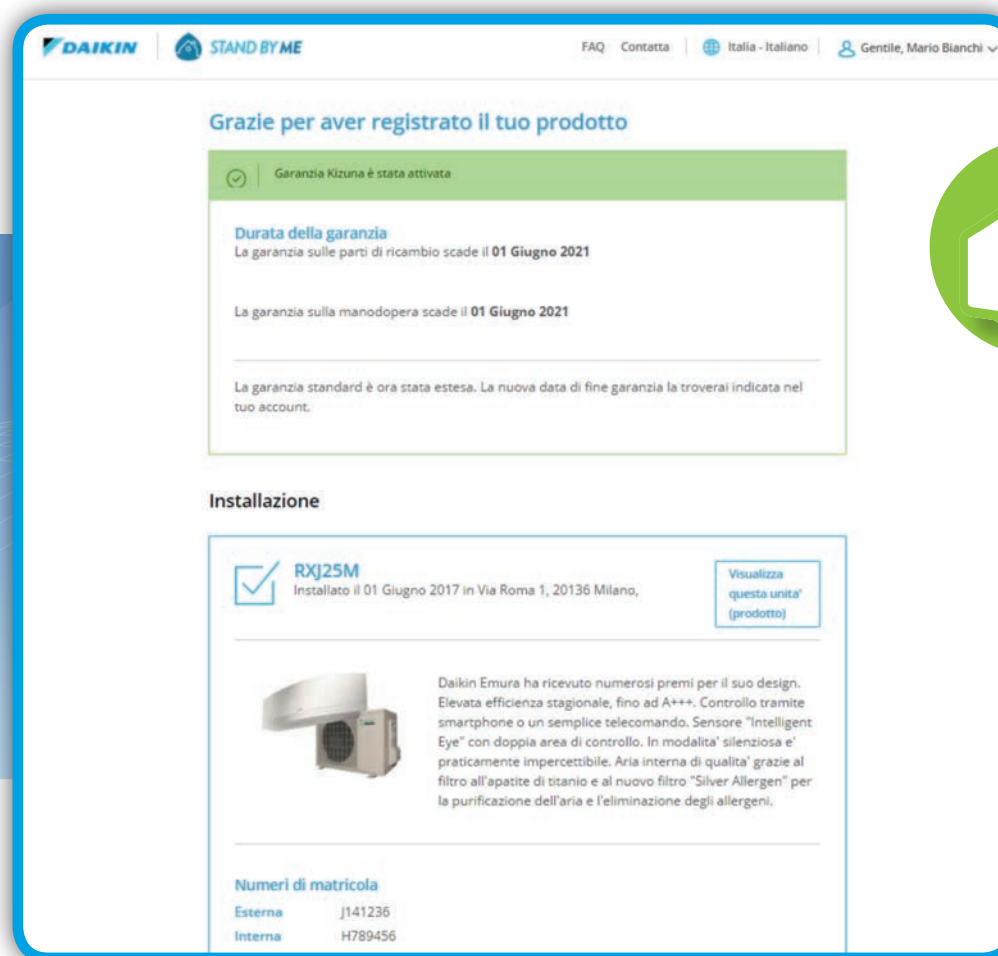 DAIKIN STAND BY ME FAQ Contatta Italia - Italiano Gentile, Mario Bianchi
Grazie per aver registrato il tuo prodotto
Garanzia Kizuna è stata attivata
Durata della garanzia
La garanzia sulle parti di ricambio scade il 01 Giugno 2021
La garanzia sulla manodopera scade il 01 Giugno 2021
La garanzia standard è ora stata estesa. La nuova data di fine garanzia la troverai indicata nel
tuo account.
Installazione
RXJ25M
Installato il 01 Giugno 2017 in Via Roma 1, 20136 Milano,
Visualizza
questa unita'
(prodotto)
Daikin Emura ha ricevuto numerosi premi per il suo design.
Elevata efficienza stagionale, fino ad A+++. Controllo tramite
smartphone o un semplice telecomando. Sensore "Intelligent
Eye" con doppia area di controllo. In modalita' silenziosa e'
praticamente impercettibile. Aria interna di qualita' grazie al
filtro all'apatite di titanio e al nuovo filtro "Silver Allergen" per
la purificazione dell'aria e l'eliminazione degli allergeni.
Numeri di matricola
Esterna J141236
Interna H789456